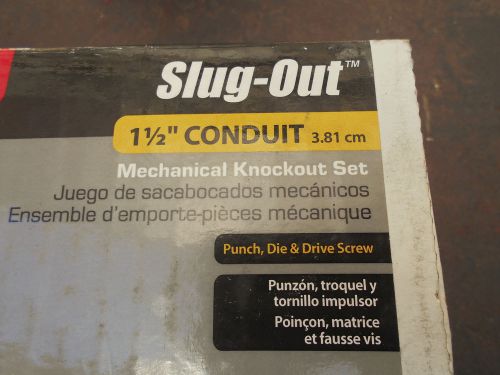 Slug-Out™
1½" CONDUIT 3.81 cm
Mechanical Knockout Set
Juego de sacabocados mecánicos
Ensemble d'emporte-pièces mécanique
Punch, Die & Drive Screw
Punzón, troquel y
tornillo impulsor
Poinçon, matrice
et fausse vis